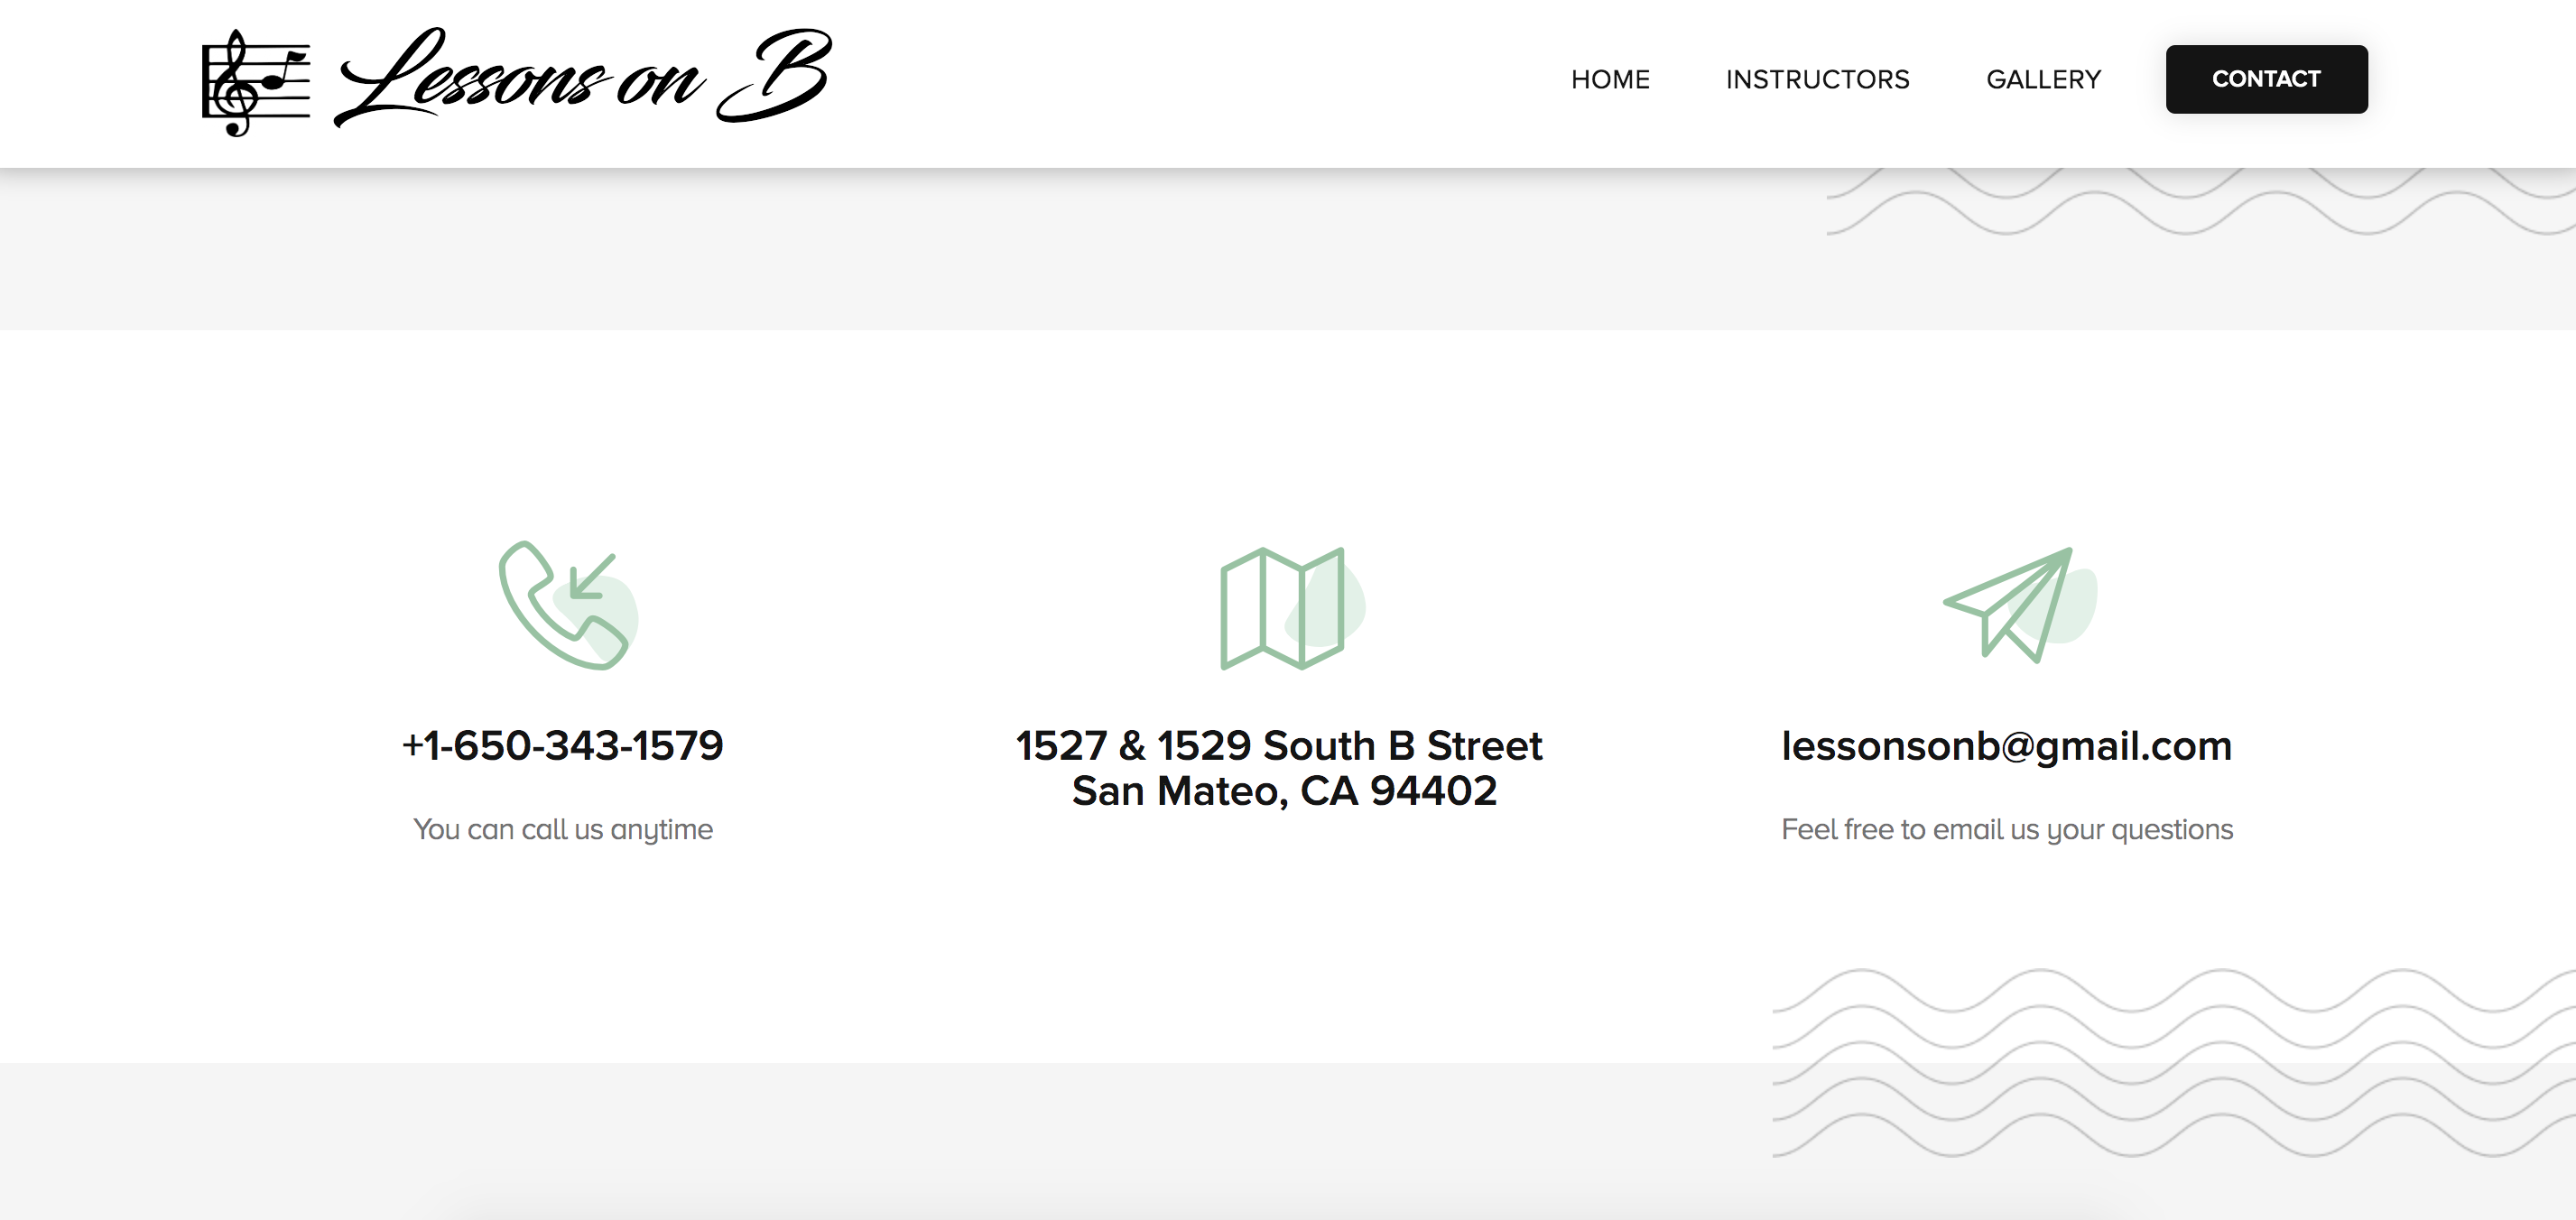 Lessons on B
HOME INSTRUCTORS GALLERY CONTACT
+1-650-343-1579
You can call us anytime
1527 & 1529 South B Street
San Mateo, CA 94402
lessonsonb@gmail.com
Feel free to email us your questions